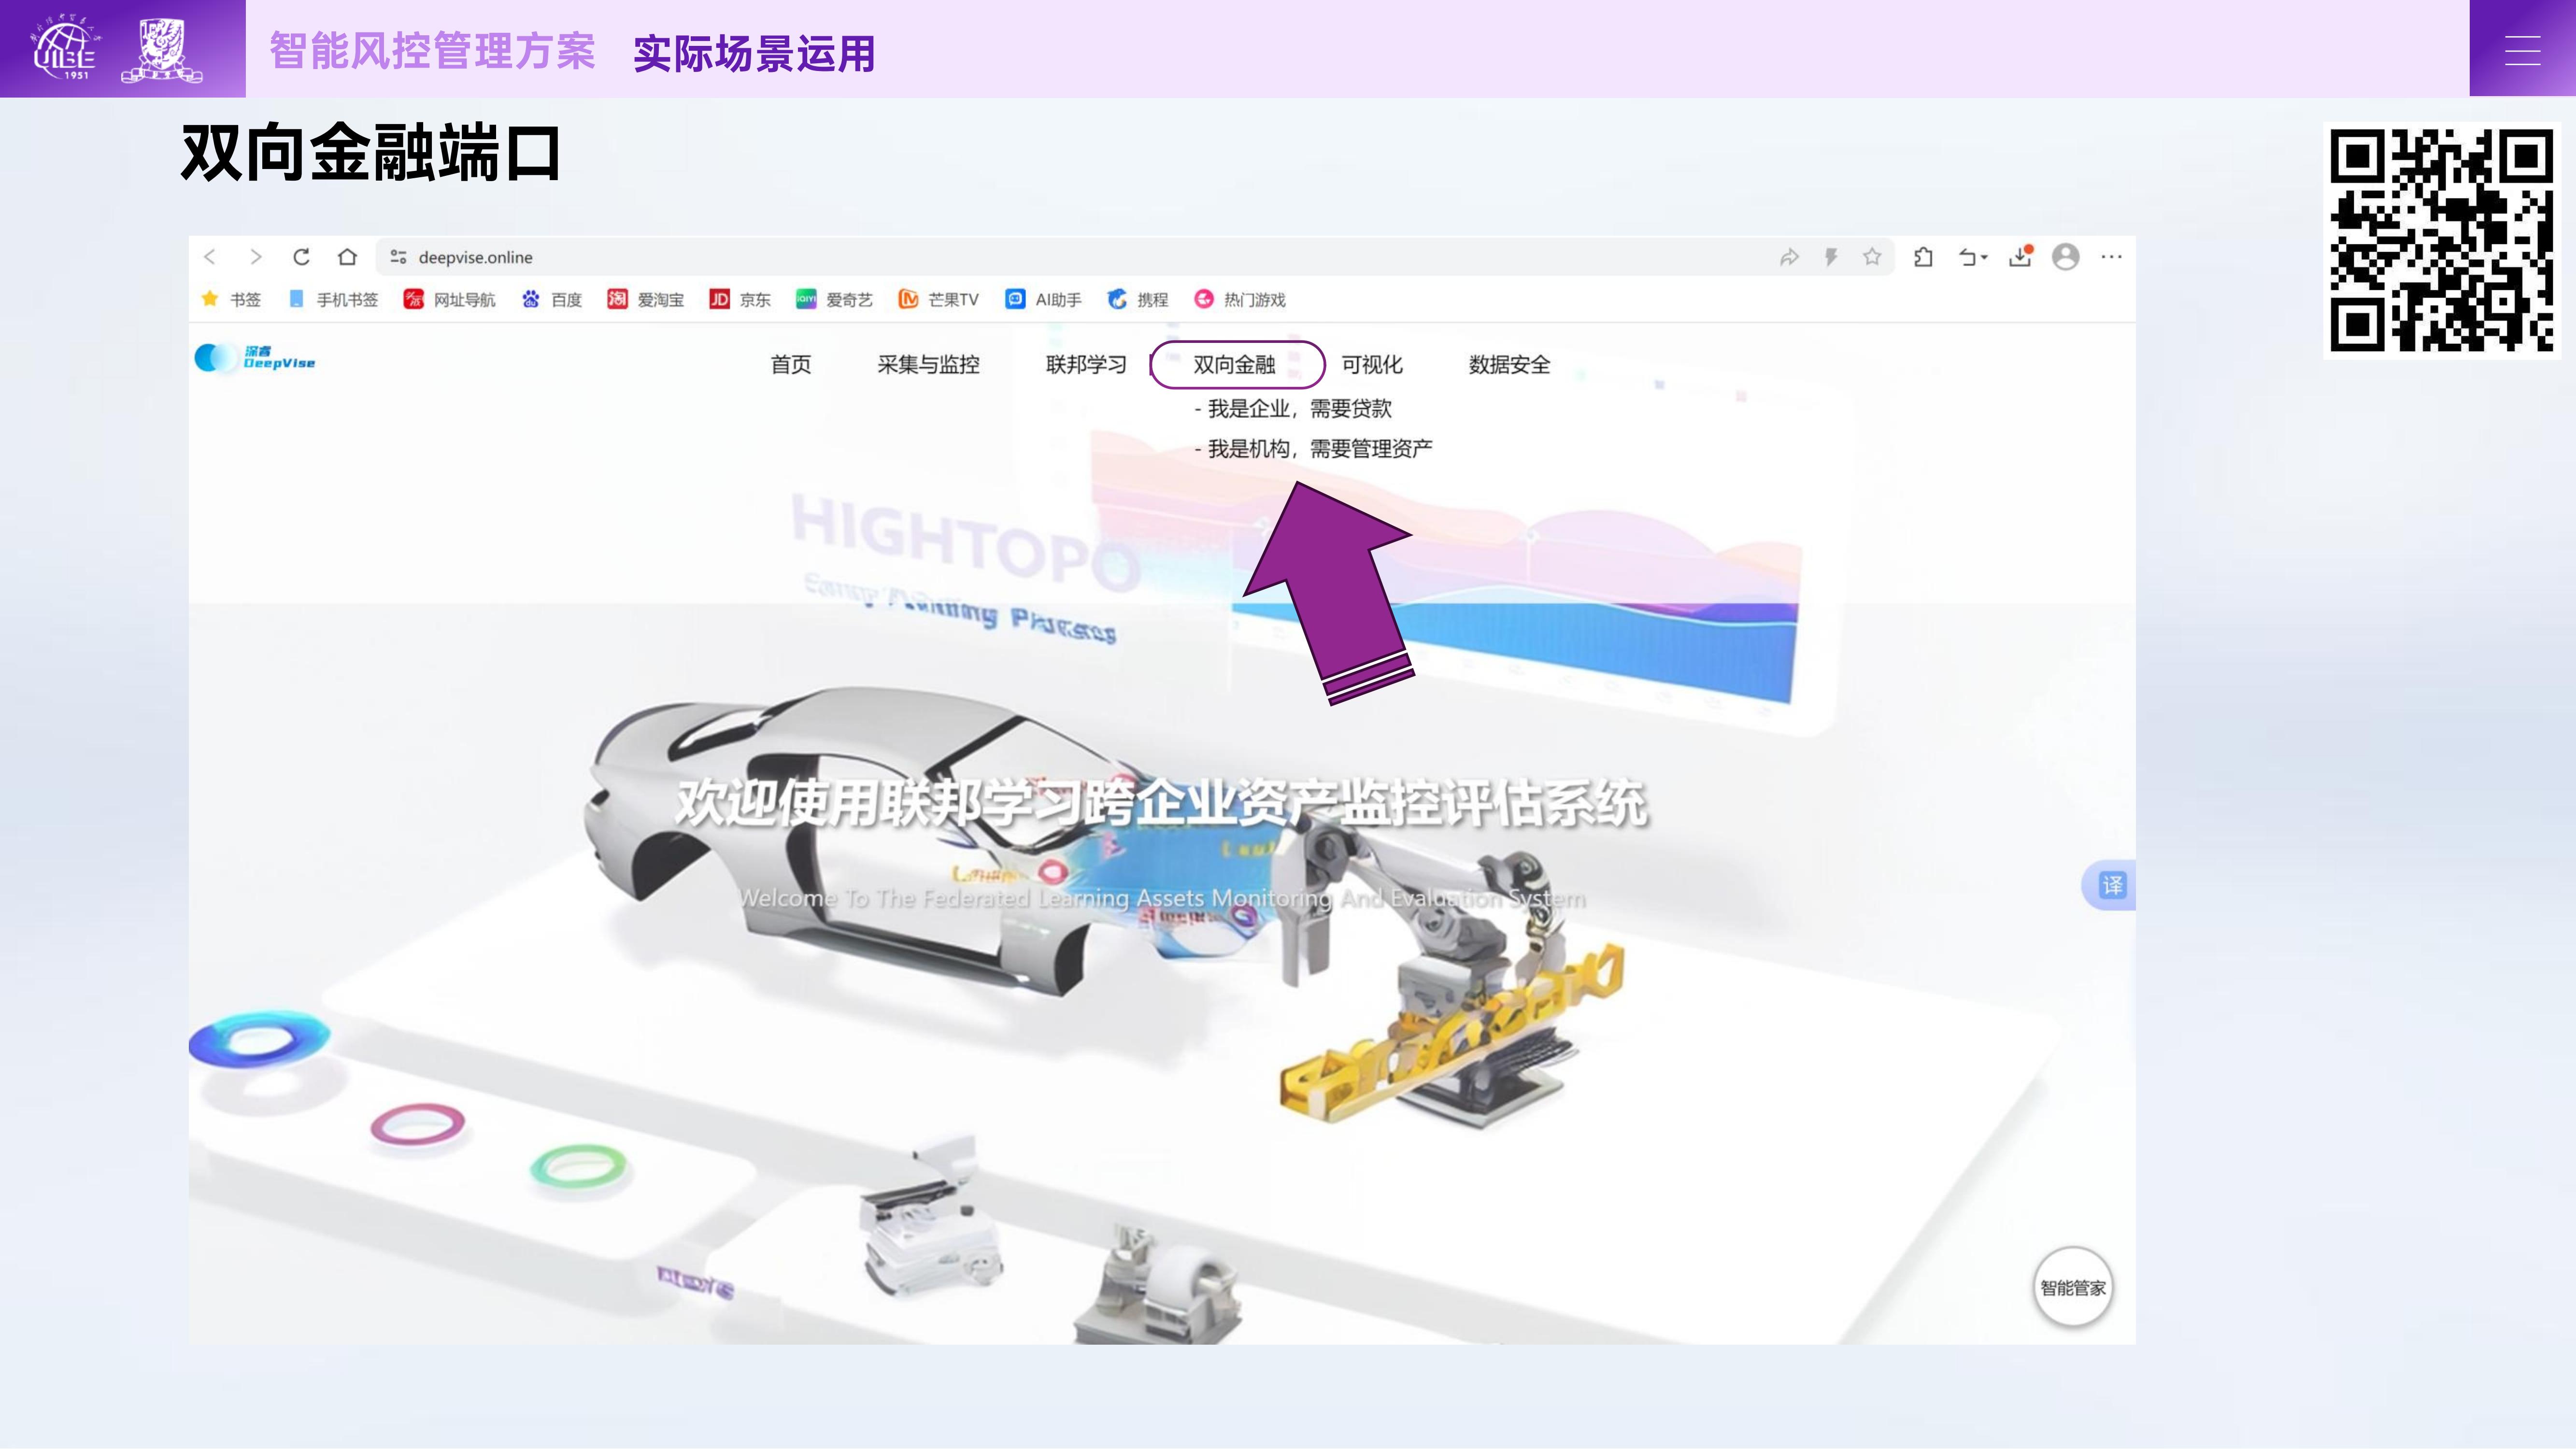 UIBE
1951
智能风控管理方案 实际场景运用
双向金融端口
deepvise.online
书签 手机书签 网址导航 百度 爱淘宝 京东 爱奇艺 芒果TV AI助手 携程 热门游戏
深睿
DeepVise
首页 采集与监控 联邦学习 双向金融 可视化 数据安全
- 我是企业，需要贷款
- 我是机构，需要管理资产
HIGHTOPO
欢迎使用联邦学习跨企业资产监控评估系统
Welcome To The Federated Learning Assets Monitoring And Evaluation System
译
智能管家